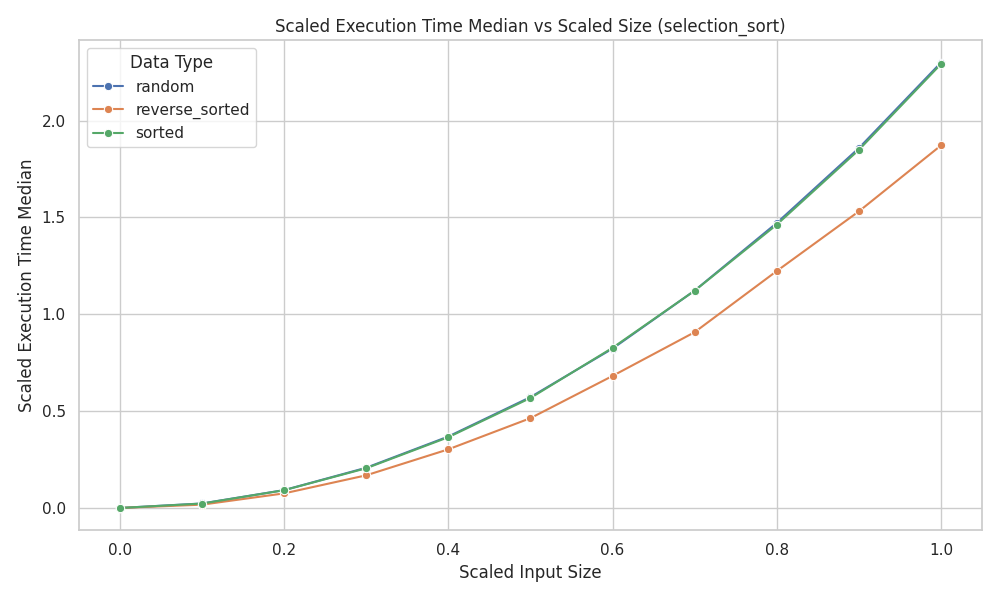 Scaled Execution Time Median vs Scaled Size (selection_sort)
Data Type
random
reverse_sorted
sorted
Scaled Execution Time Median
2.0
1.5
1.0
0.5
0.0
0.0 0.2 0.4 0.6 0.8 1.0
Scaled Input Size